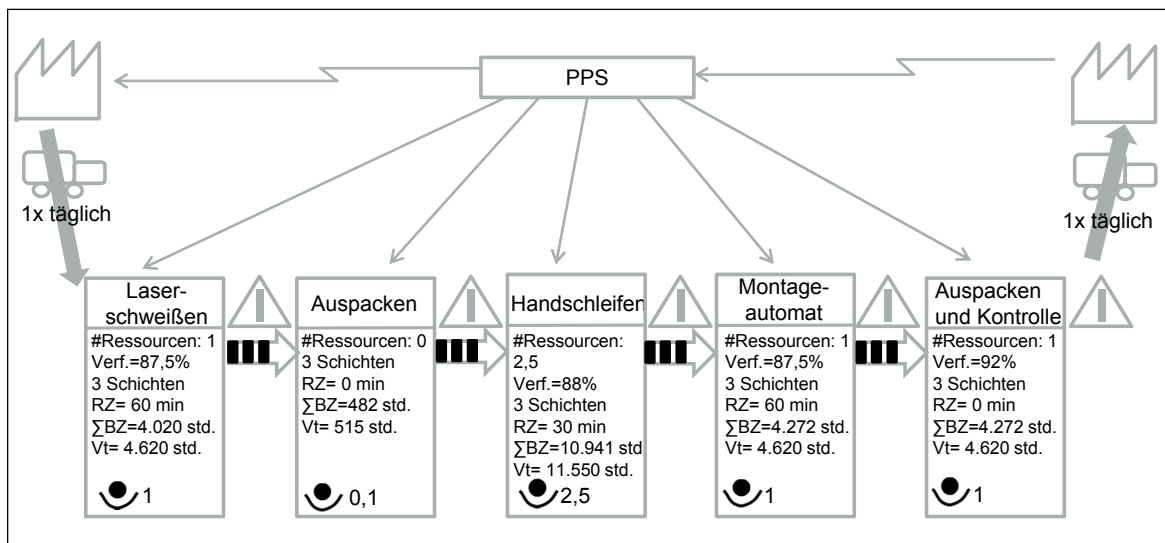 PPS
1x täglich
1x täglich
Laser-
schweißen
#Ressourcen: 1
Verf.=87,5%
3 Schichten
RZ= 60 min
∑BZ=4.020 std.
Vt= 4.620 std.
1
Auspacken
#Ressourcen: 0
3 Schichten
RZ= 0 min
∑BZ=482 std.
Vt= 515 std.
0,1
Handschleifen
#Ressourcen:
2,5
Verf.=88%
3 Schichten
RZ= 30 min
∑BZ=10.941 std
Vt= 11.550 std.
2,5
Montage-
automat
#Ressourcen: 1
Verf.=87,5%
3 Schichten
RZ= 60 min
∑BZ=4.272 std.
Vt= 4.620 std.
1
Auspacken
und Kontrolle
#Ressourcen: 1
Verf.=92%
3 Schichten
RZ= 0 min
∑BZ=4.272 std.
Vt= 4.620 std.
1